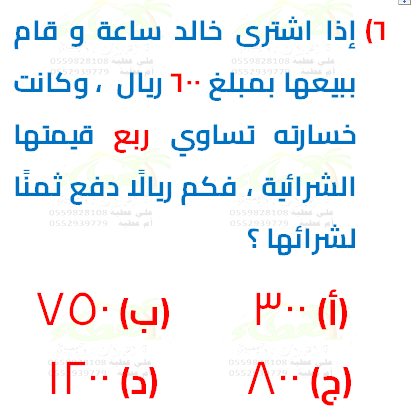 ٦) إذا اشترى خالد ساعة و قام
ببيعها بمبلغ ٦٠٠ ريال ، وكانت
خسارته تساوي ربع قيمتها
الشرائية ، فكم ريالًا دفع ثمنًا
لشرائها ؟
(أ) ٣٠٠ (ب) ٧٥٠
(ج) ٨٠٠ (د) ١٢٠٠
علي عطية 0559828108
أم عطية 0552939779